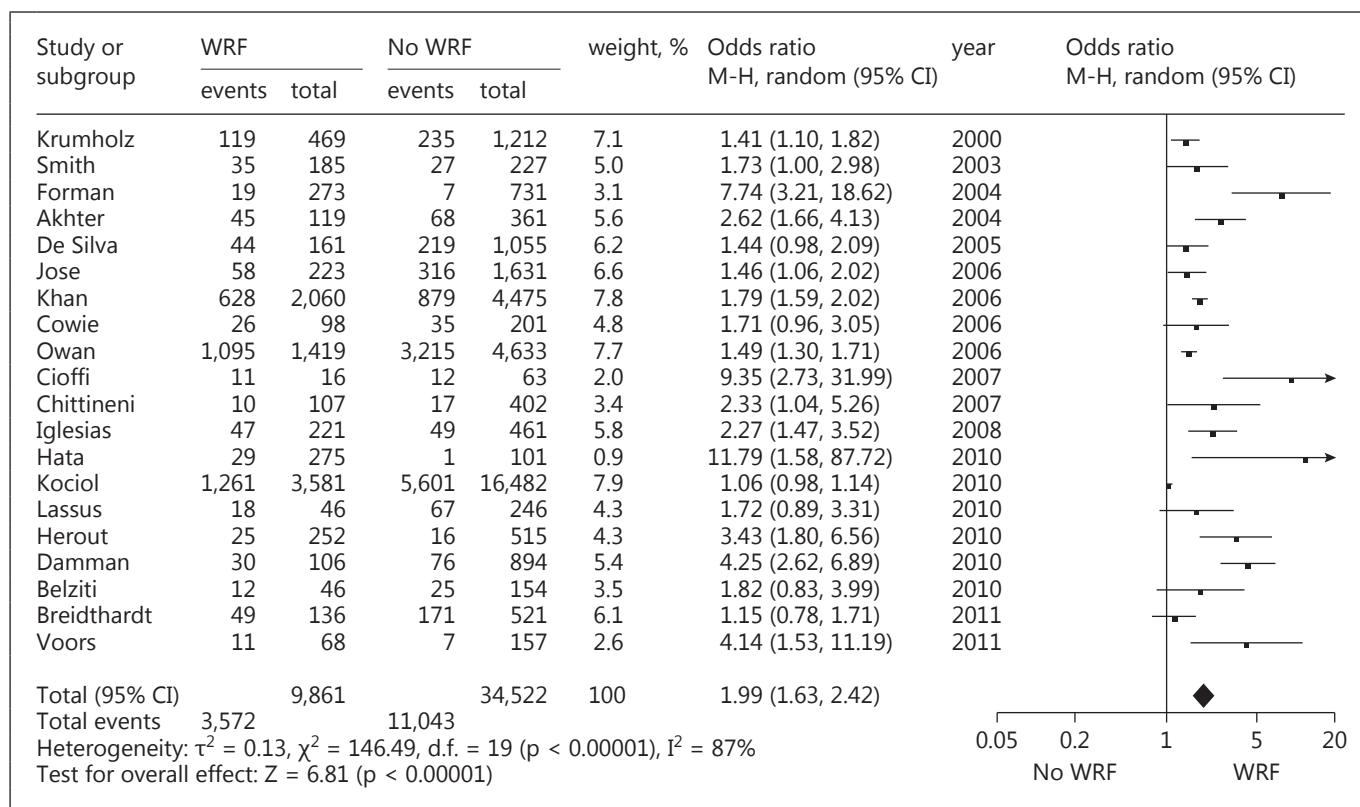 Study or subgroup WRF No WRF weight, % Odds ratio M-H, random (95% CI) year Odds ratio M-H, random (95% CI)
events total events total
Krumholz 119 469 235 1,212 7.1 1.41 (1.10, 1.82) 2000
Smith 35 185 27 227 5.0 1.73 (1.00, 2.98) 2003
Forman 19 273 7 731 3.1 7.74 (3.21, 18.62) 2004
Akhter 45 119 68 361 5.6 2.62 (1.66, 4.13) 2004
De Silva 44 161 219 1,055 6.2 1.44 (0.98, 2.09) 2005
Jose 58 223 316 1,631 6.6 1.46 (1.06, 2.02) 2006
Khan 628 2,060 879 4,475 7.8 1.79 (1.59, 2.02) 2006
Cowie 26 98 35 201 4.8 1.71 (0.96, 3.05) 2006
Owan 1,095 1,419 3,215 4,633 7.7 1.49 (1.30, 1.71) 2006
Cioffi 11 16 12 63 2.0 9.35 (2.73, 31.99) 2007
Chittineni 10 107 17 402 3.4 2.33 (1.04, 5.26) 2007
Iglesias 47 221 49 461 5.8 2.27 (1.47, 3.52) 2008
Hata 29 275 1 101 0.9 11.79 (1.58, 87.72) 2010
Kociol 1,261 3,581 5,601 16,482 7.9 1.06 (0.98, 1.14) 2010
Lassus 18 46 67 246 4.3 1.72 (0.89, 3.31) 2010
Herout 25 252 16 515 4.3 3.43 (1.80, 6.56) 2010
Damman 30 106 76 894 5.4 4.25 (2.62, 6.89) 2010
Belziti 12 46 25 154 3.5 1.82 (0.83, 3.99) 2010
Breidthardt 49 136 171 521 6.1 1.15 (0.78, 1.71) 2011
Voors 11 68 7 157 2.6 4.14 (1.53, 11.19) 2011
Total (95% CI) 9,861 34,522 100 1.99 (1.63, 2.42)
Total events 3,572 11,043
Heterogeneity: τ² = 0.13, χ² = 146.49, d.f. = 19 (p < 0.00001), I² = 87%
Test for overall effect: Z = 6.81 (p < 0.00001)
0.05 0.2 1 5 20
No WRF WRF